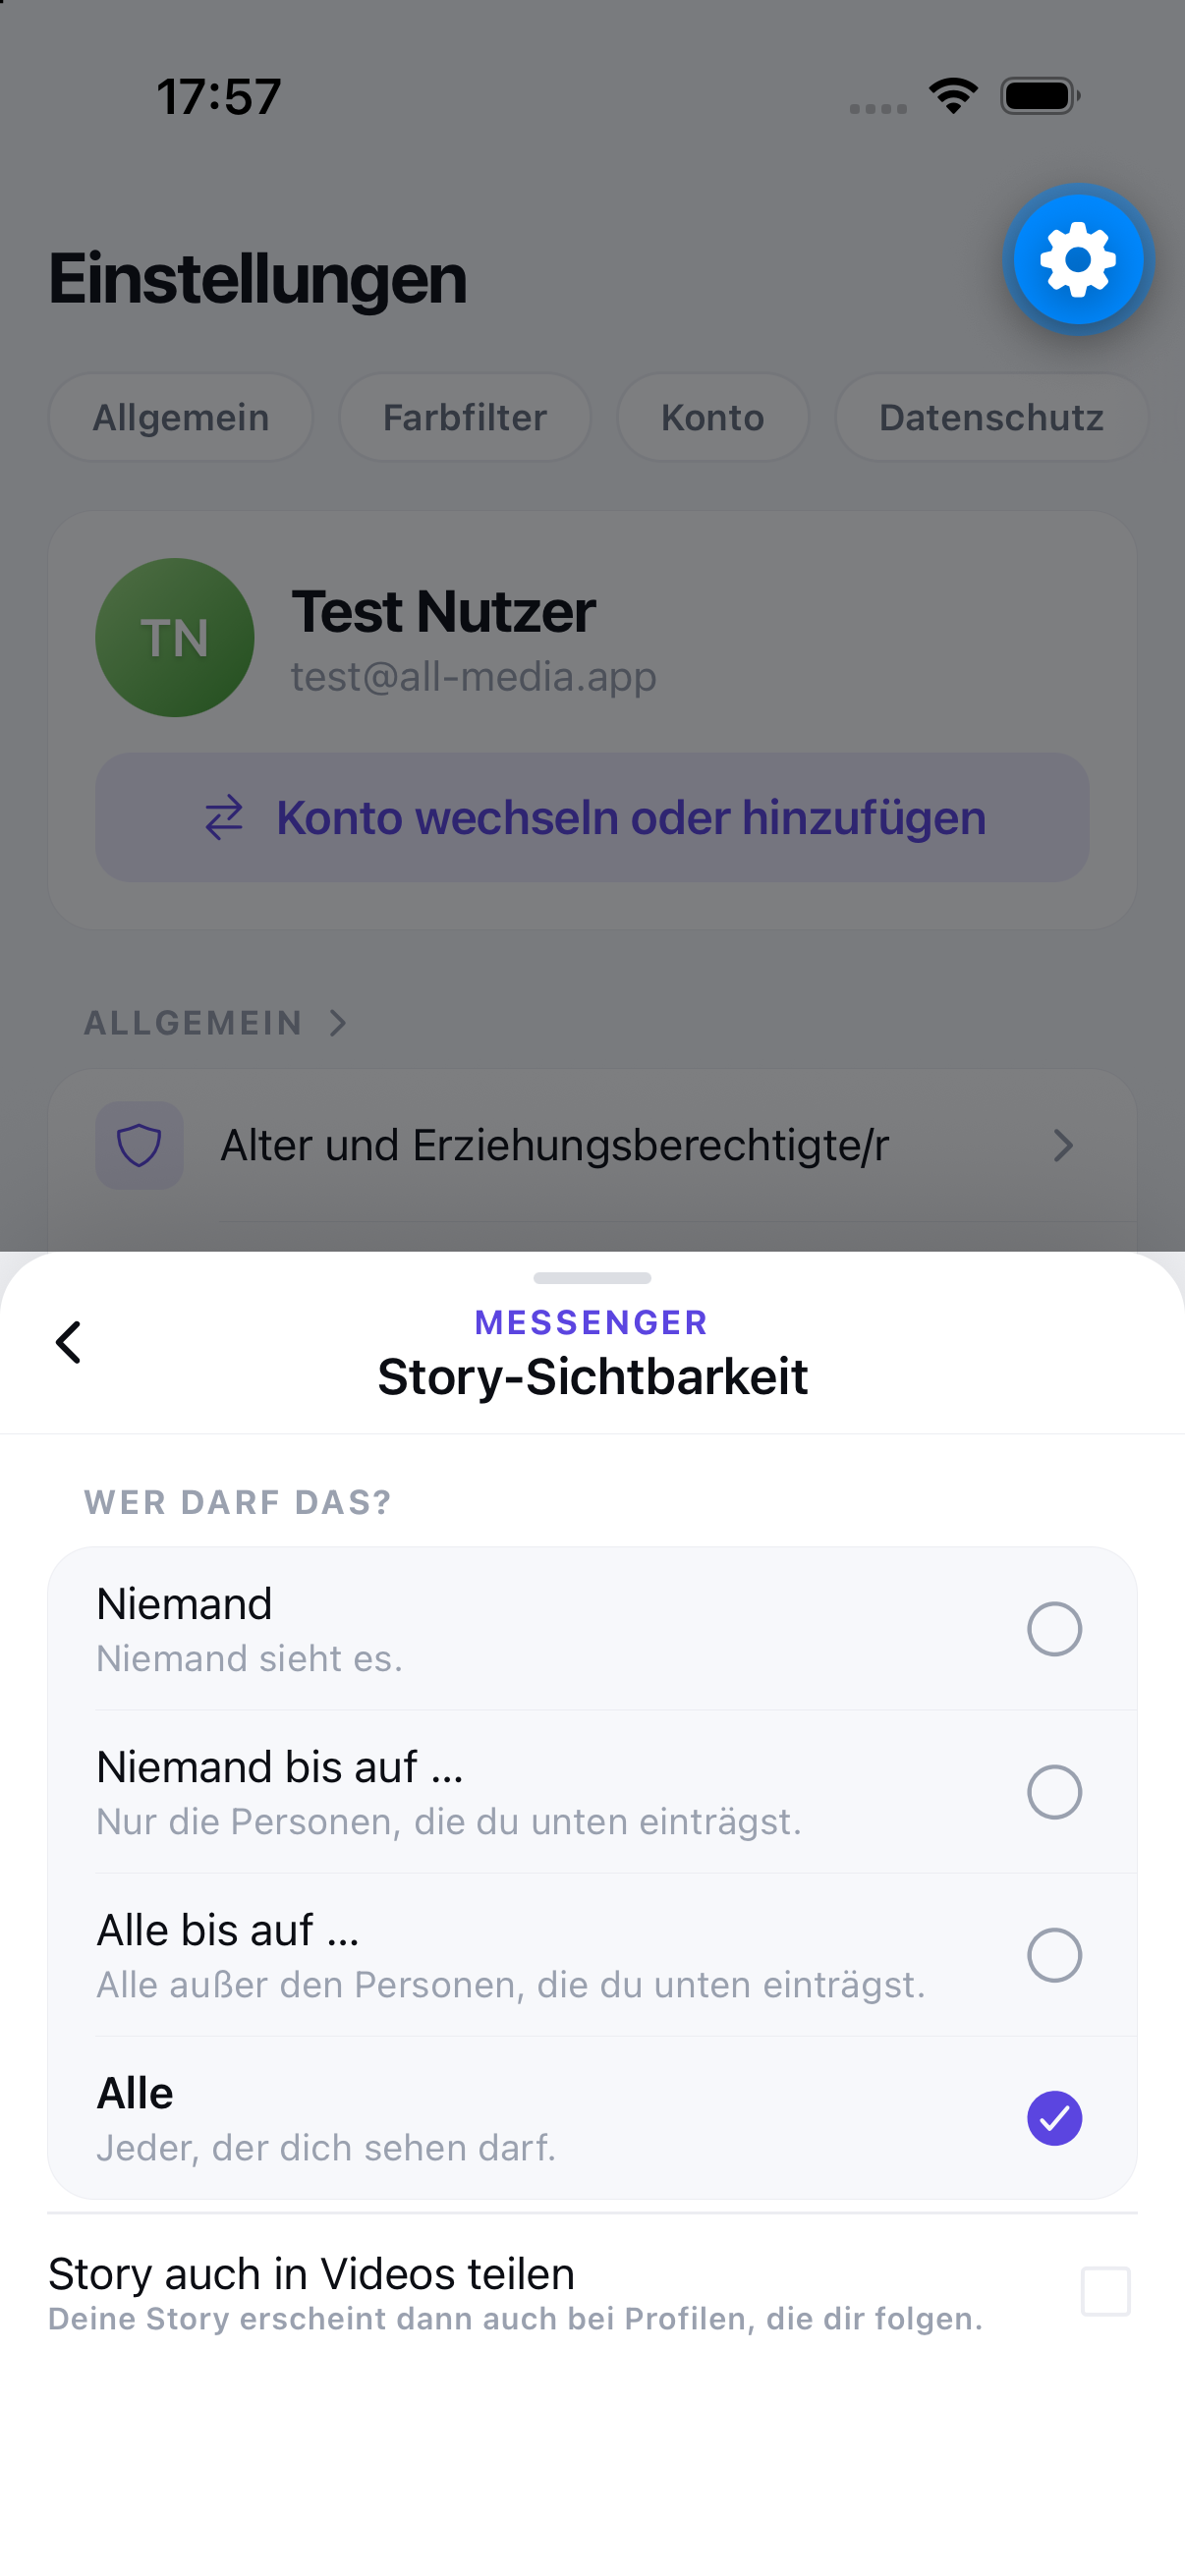 17:57
Einstellungen
Allgemein
Farbfilter
Konto
Datenschutz
TN
Test Nutzer
test@all-media.app
Konto wechseln oder hinzufügen
ALLGEMEIN
Alter und Erziehungsberechtigte/r
MESSENGER
Story-Sichtbarkeit
WER DARF DAS?
Niemand
Niemand sieht es.
Niemand bis auf ...
Nur die Personen, die du unten einträgst.
Alle bis auf ...
Alle außer den Personen, die du unten einträgst.
Alle
Jeder, der dich sehen darf.
Story auch in Videos teilen
Deine Story erscheint dann auch bei Profilen, die dir folgen.